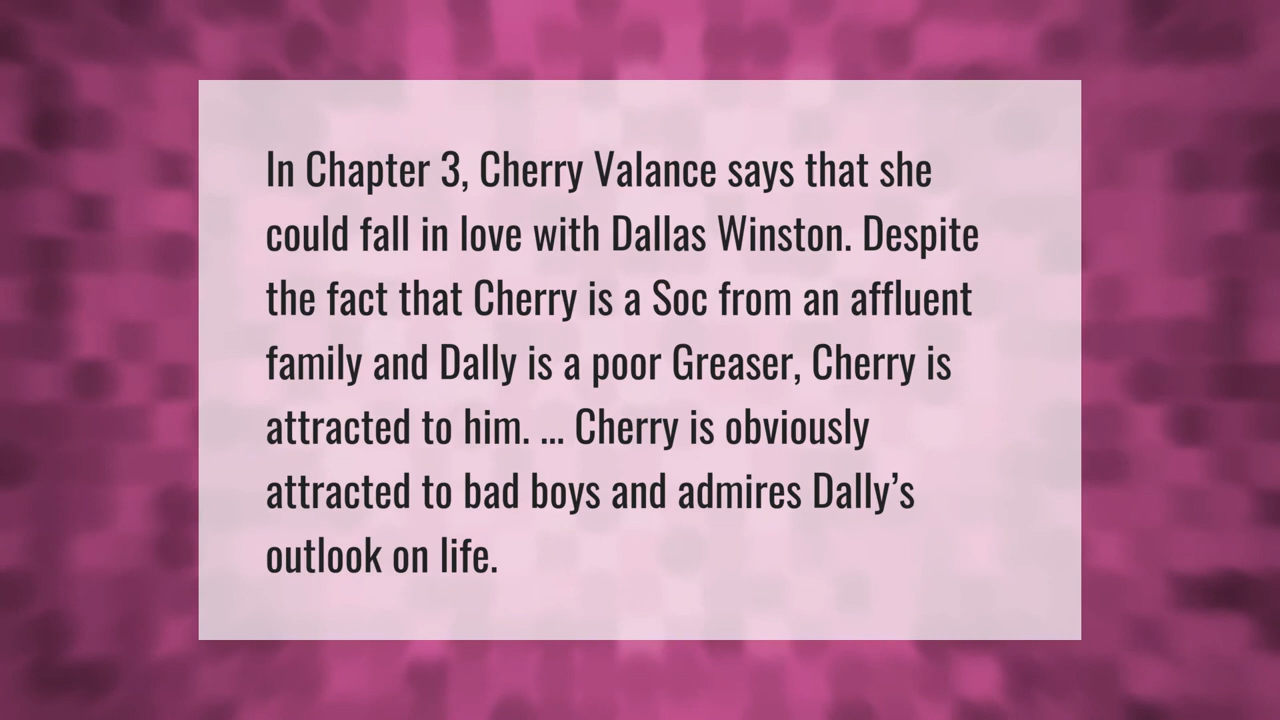 In Chapter 3, Cherry Valance says that she
could fall in love with Dallas Winston. Despite
the fact that Cherry is a Soc from an affluent
family and Dally is a poor Greaser, Cherry is
attracted to him. ... Cherry is obviously
attracted to bad boys and admires Dally’s
outlook on life.